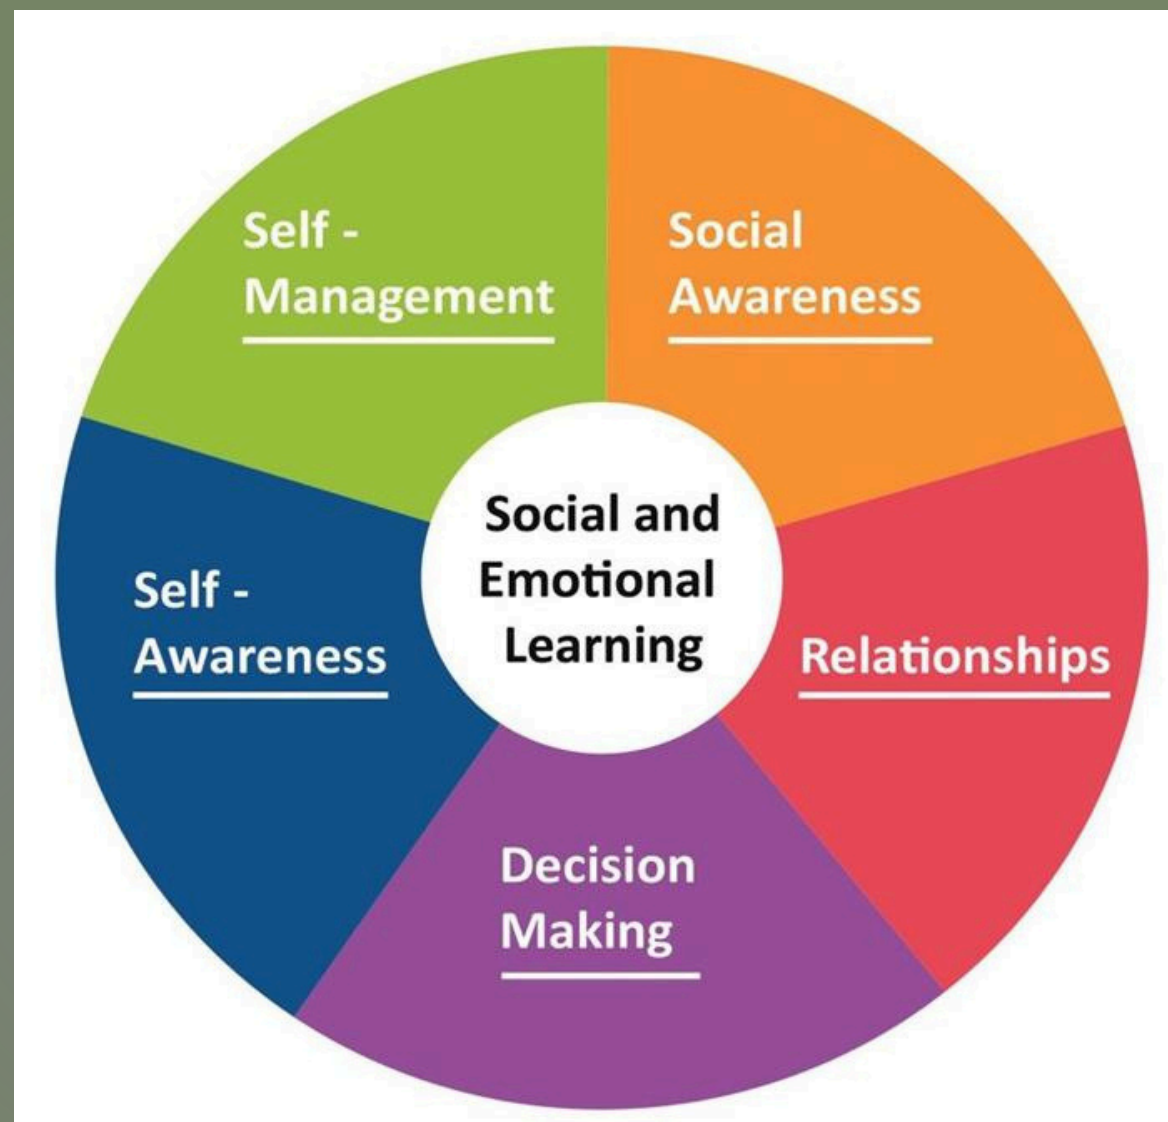 Self -
Management
Social
Awareness
Social and
Emotional
Learning
Self -
Awareness
Relationships
Decision
Making